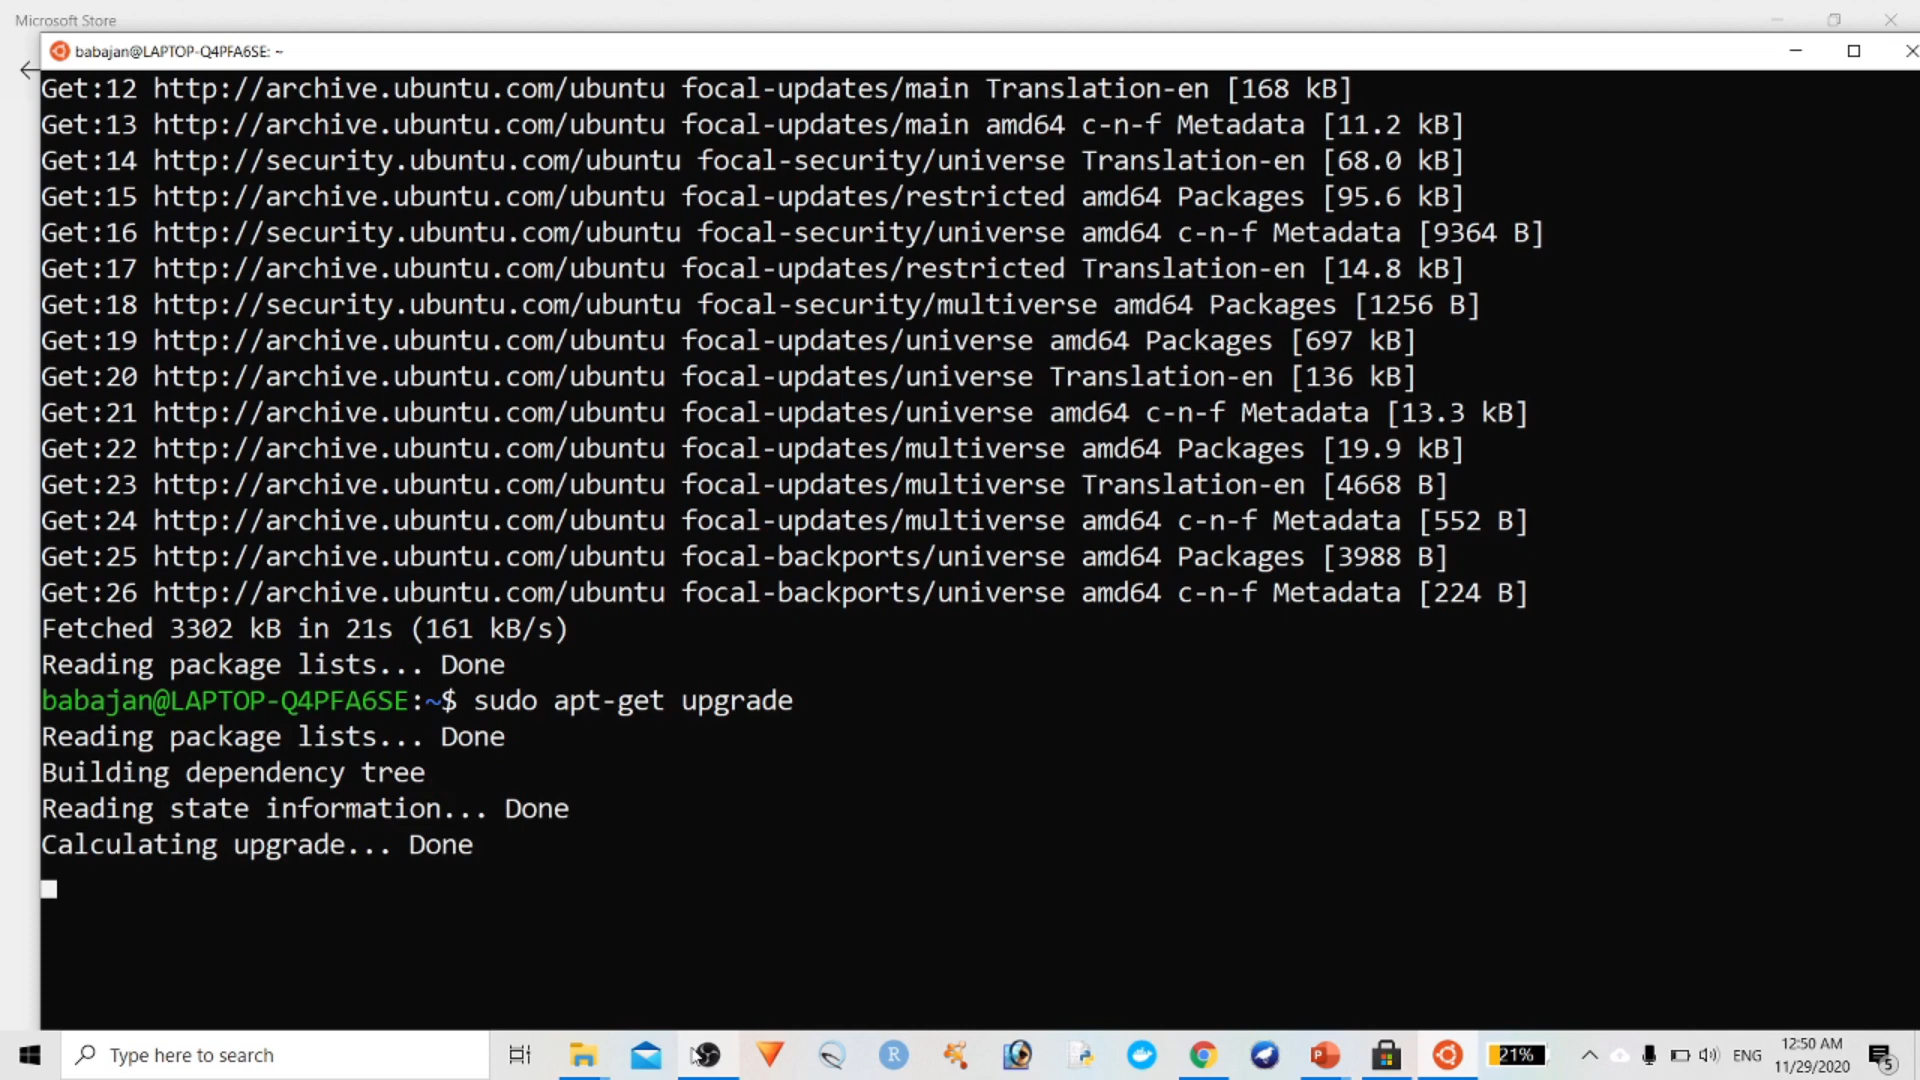 Microsoft Store
babajan@LAPTOP-Q4PFA6SE: ~
Get:12 http://archive.ubuntu.com/ubuntu focal-updates/main Translation-en [168 kB]
Get:13 http://archive.ubuntu.com/ubuntu focal-updates/main amd64 c-n-f Metadata [11.2 kB]
Get:14 http://security.ubuntu.com/ubuntu focal-security/universe Translation-en [68.0 kB]
Get:15 http://archive.ubuntu.com/ubuntu focal-updates/restricted amd64 Packages [95.6 kB]
Get:16 http://security.ubuntu.com/ubuntu focal-security/universe amd64 c-n-f Metadata [9364 B]
Get:17 http://archive.ubuntu.com/ubuntu focal-updates/restricted Translation-en [14.8 kB]
Get:18 http://security.ubuntu.com/ubuntu focal-security/multiverse amd64 Packages [1256 B]
Get:19 http://archive.ubuntu.com/ubuntu focal-updates/universe amd64 Packages [697 kB]
Get:20 http://archive.ubuntu.com/ubuntu focal-updates/universe Translation-en [136 kB]
Get:21 http://archive.ubuntu.com/ubuntu focal-updates/universe amd64 c-n-f Metadata [13.3 kB]
Get:22 http://archive.ubuntu.com/ubuntu focal-updates/multiverse amd64 Packages [19.9 kB]
Get:23 http://archive.ubuntu.com/ubuntu focal-updates/multiverse Translation-en [4668 B]
Get:24 http://archive.ubuntu.com/ubuntu focal-updates/multiverse amd64 c-n-f Metadata [552 B]
Get:25 http://archive.ubuntu.com/ubuntu focal-backports/universe amd64 Packages [3988 B]
Get:26 http://archive.ubuntu.com/ubuntu focal-backports/universe amd64 c-n-f Metadata [224 B]
Fetched 3302 kB in 21s (161 kB/s)
Reading package lists... Done
babajan@LAPTOP-Q4PFA6SE:~$ sudo apt-get upgrade
Reading package lists... Done
Building dependency tree
Reading state information... Done
Calculating upgrade... Done
Type here to search
R
21%
ENG
12:50 AM
11/29/2020
5